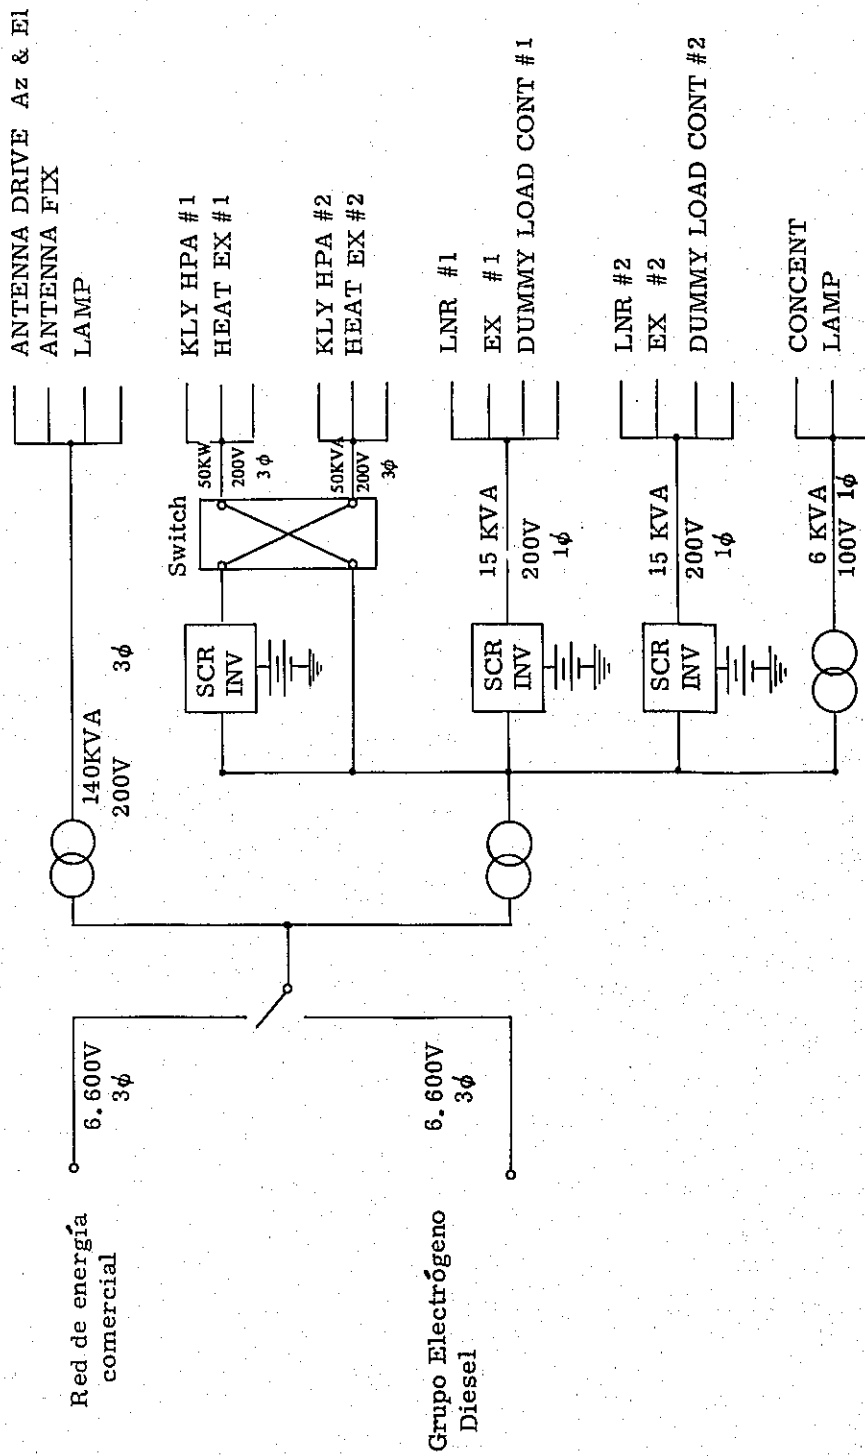 Red de energía
comercial
Grupo Electrógeno
Diesel
6.600V
3φ
6.600V
3φ
140KVA
200V
3φ
SCR
INV
Switch
50KW
200V
3φ
50KVA
200V
3φ
SCR
INV
15 KVA
200V
1φ
SCR
INV
15 KVA
200V
1φ
6 KVA
100V 1φ
ANTENNA DRIVE Az & El
ANTENNA FIX
LAMP
KLY HPA #1
HEAT EX #1
KLY HPA #2
HEAT EX #2
LNR #1
EX #1
DUMMY LOAD CONT #1
LNR #2
EX #2
DUMMY LOAD CONT #2
CONCENT
LAMP